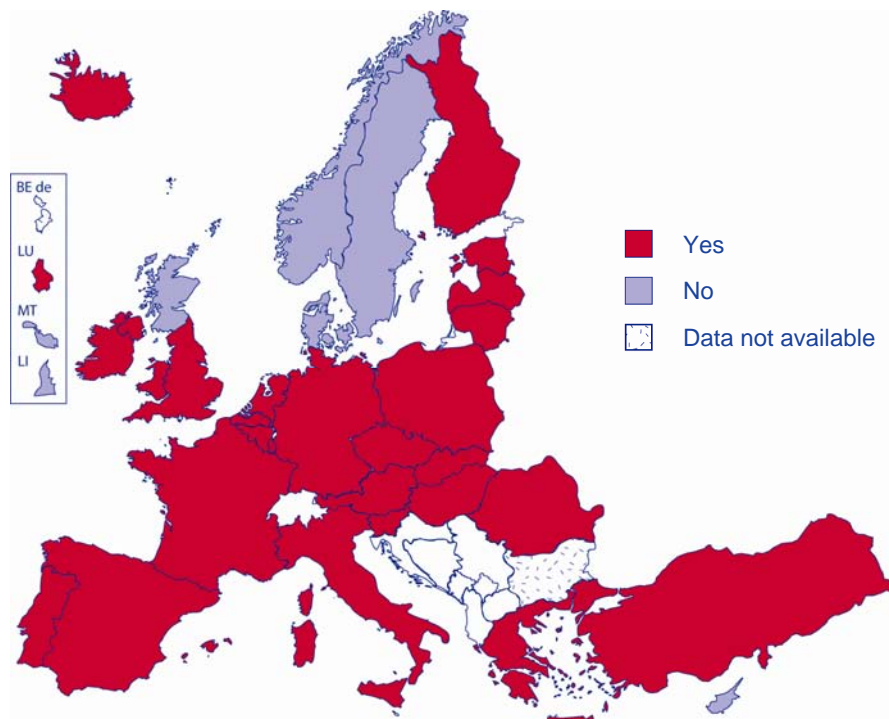 BE de
LU
MT
LI
Yes
No
Data not available